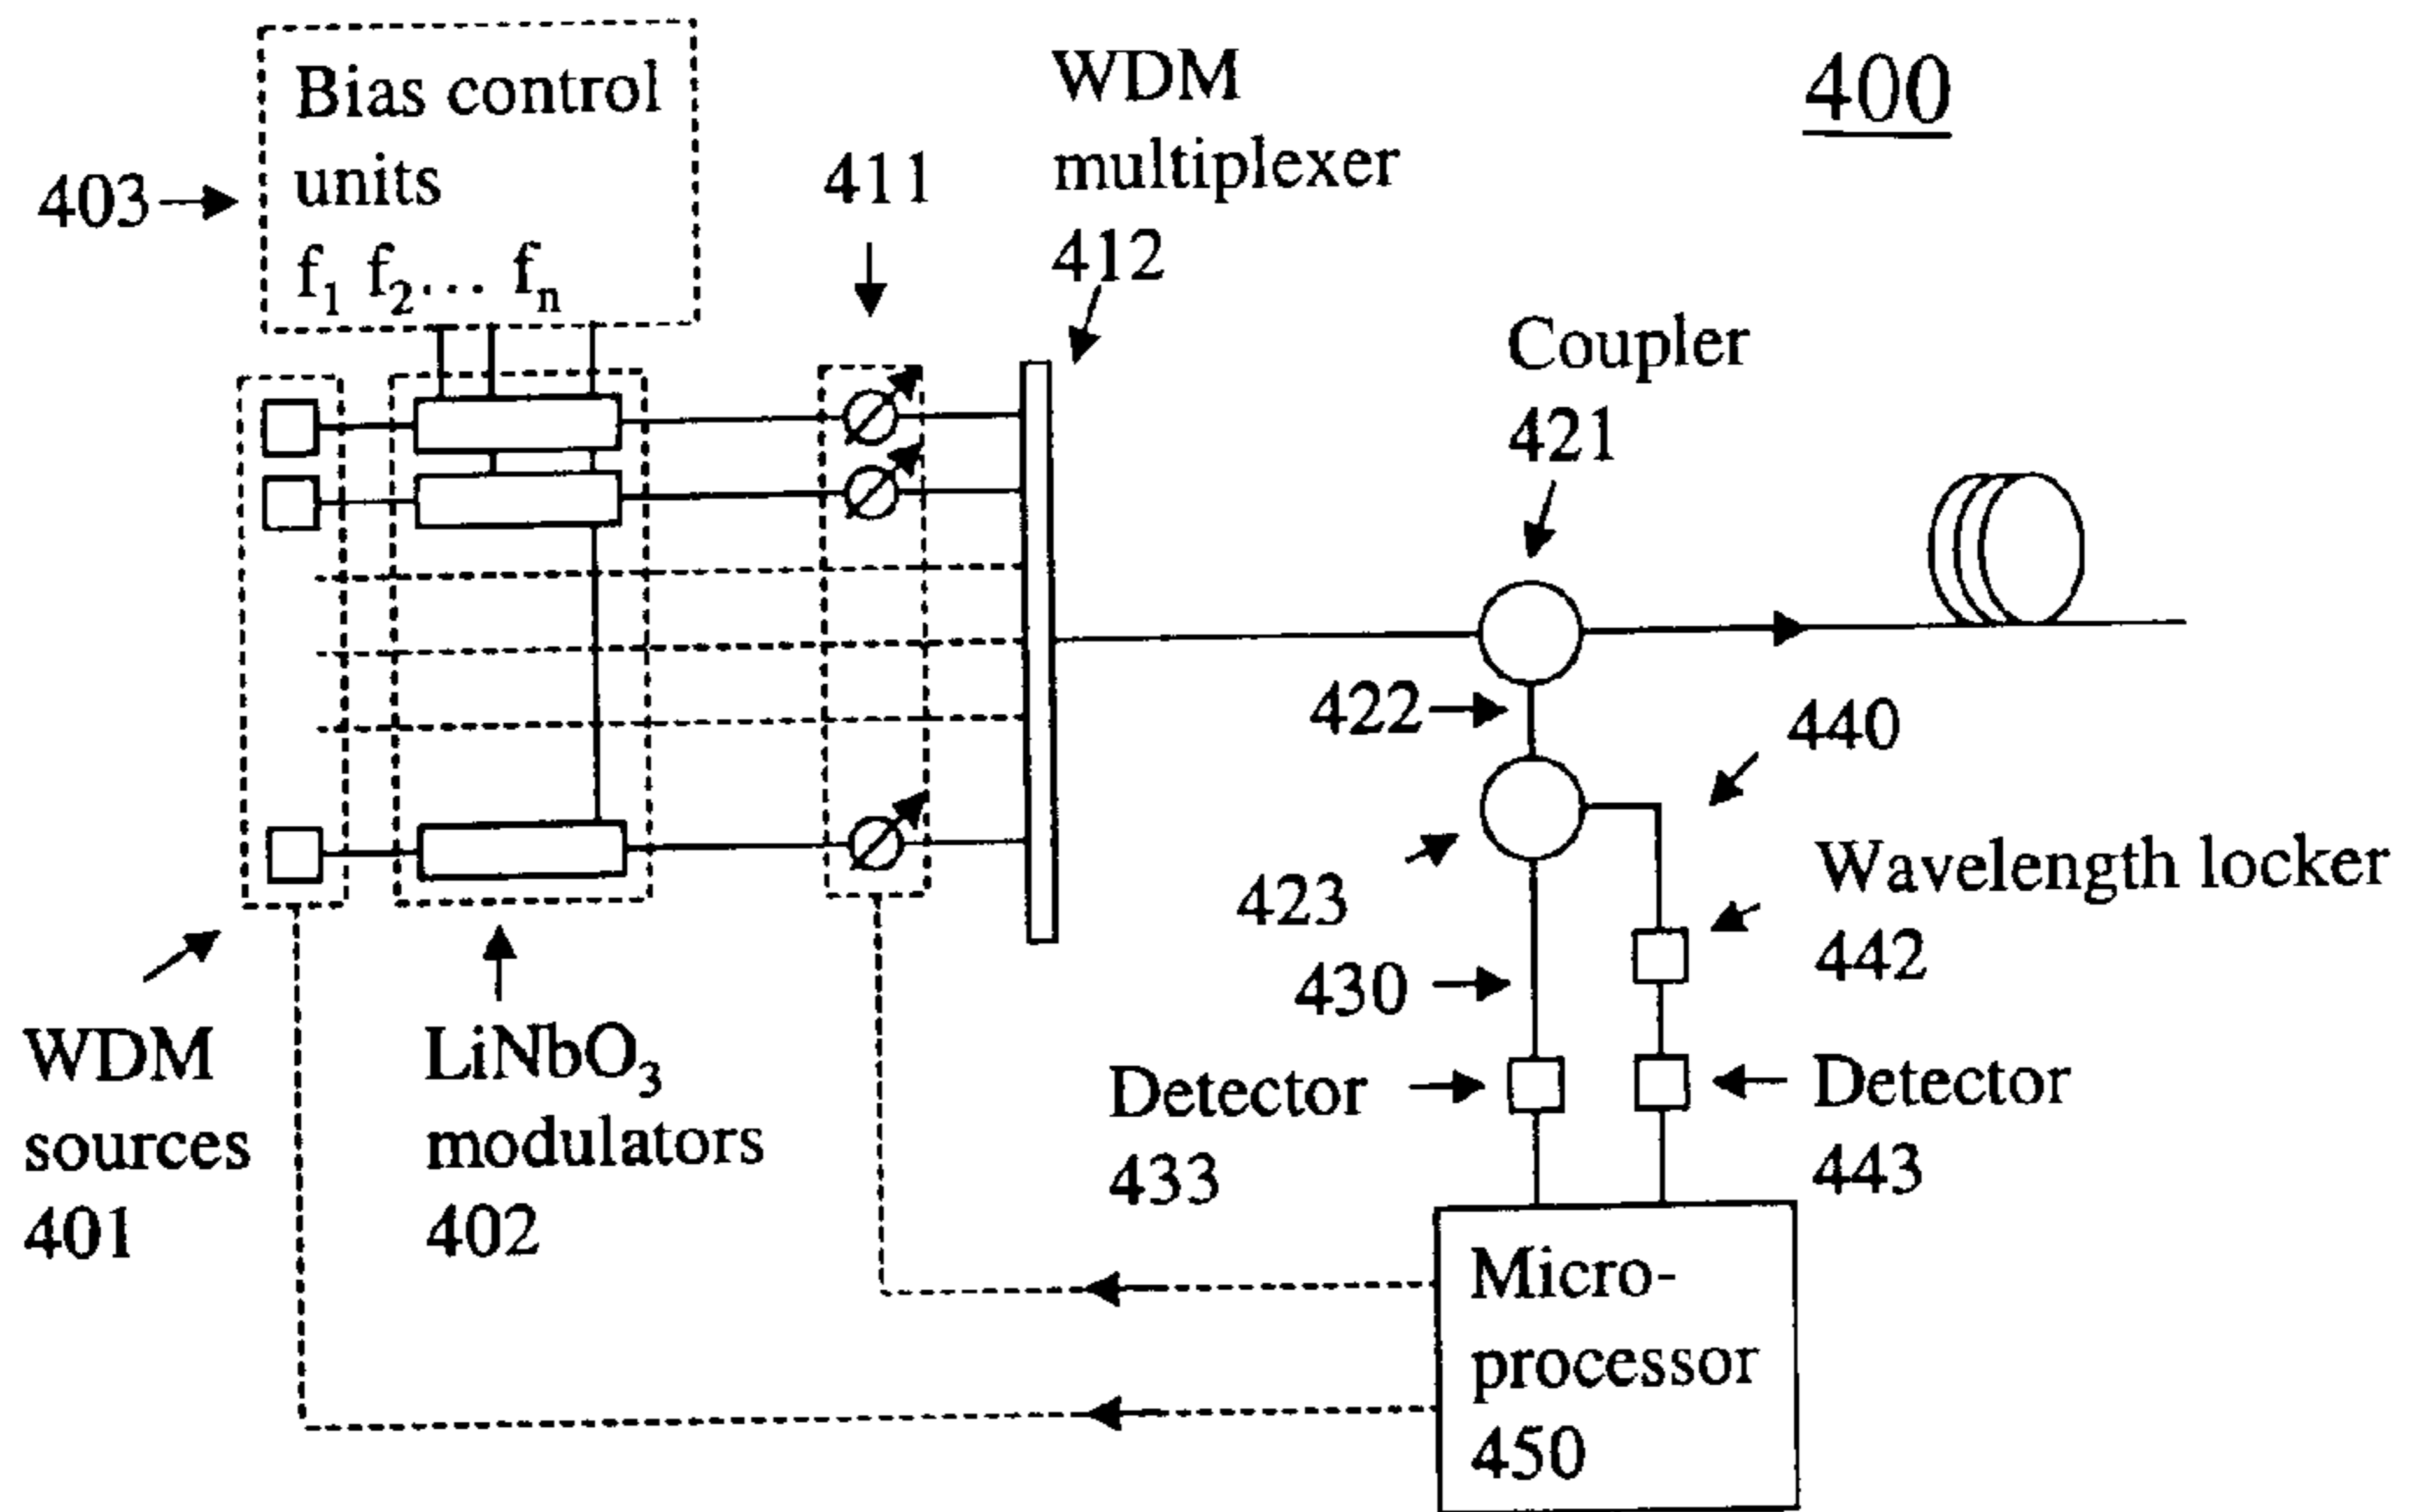 400
Bias control
units
f₁ f₂... fₙ
403
411
WDM
multiplexer
412
Coupler
421
422
440
423
Wavelength locker
442
430
WDM
sources
401
LiNbO₃
modulators
402
Detector
433
Detector
443
Micro-
processor
450